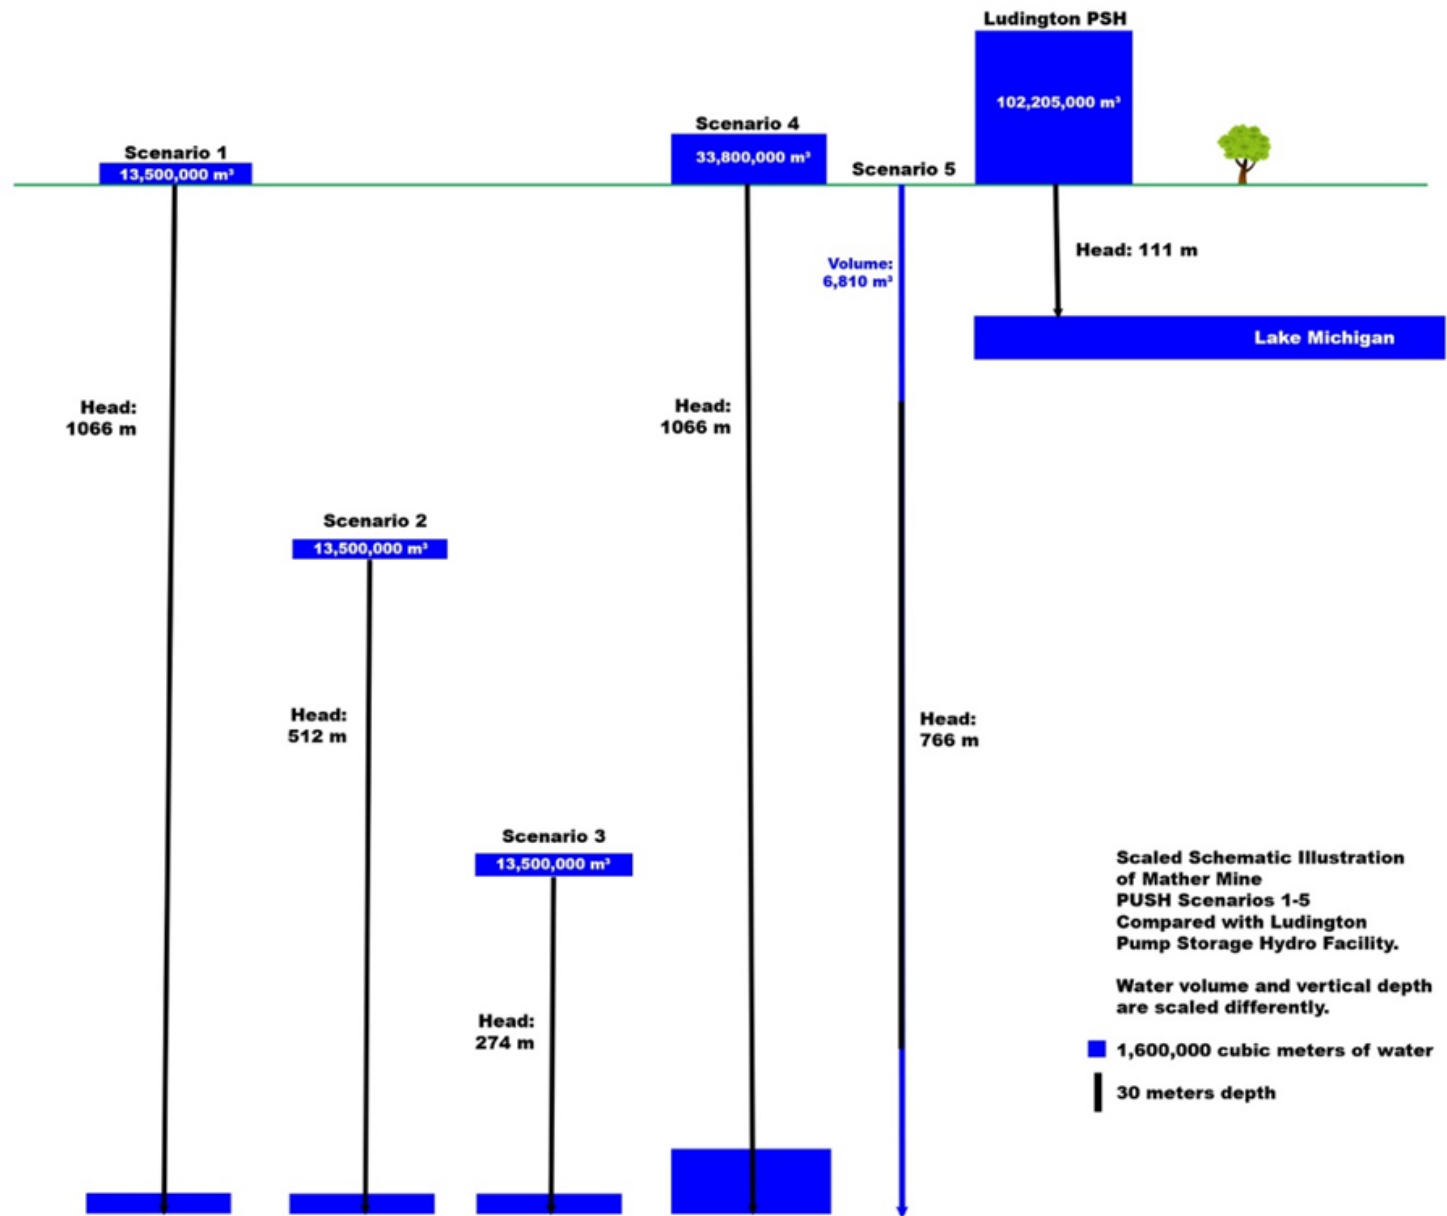 Ludington PSH
102,205,000 m³
Scenario 4
33,800,000 m³
Scenario 1
13,500,000 m³
Scenario 5
Head: 111 m
Volume:
6,810 m³
Lake Michigan
Head:
1066 m
Head:
1066 m
Scenario 2
13,500,000 m³
Head:
512 m
Head:
766 m
Scenario 3
13,500,000 m³
Head:
274 m
Scaled Schematic Illustration
of Mather Mine
PUSH Scenarios 1-5
Compared with Ludington
Pump Storage Hydro Facility.
Water volume and vertical depth
are scaled differently.
1,600,000 cubic meters of water
30 meters depth